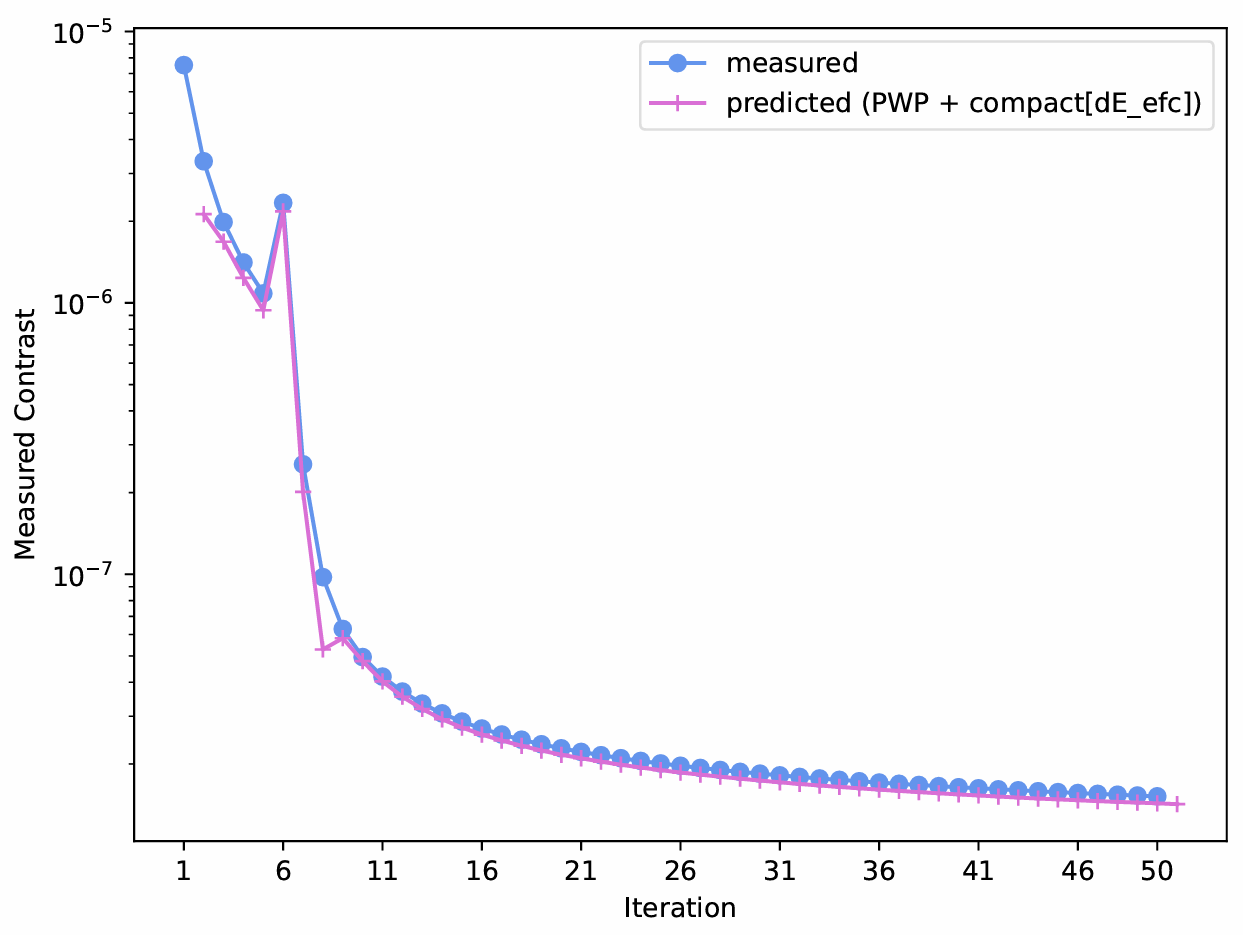 measured
predicted (PWP + compact[dE_efc])
10⁻⁵
10⁻⁶
10⁻⁷
Measured Contrast
1 6 11 16 21 26 31 36 41 46 50
Iteration